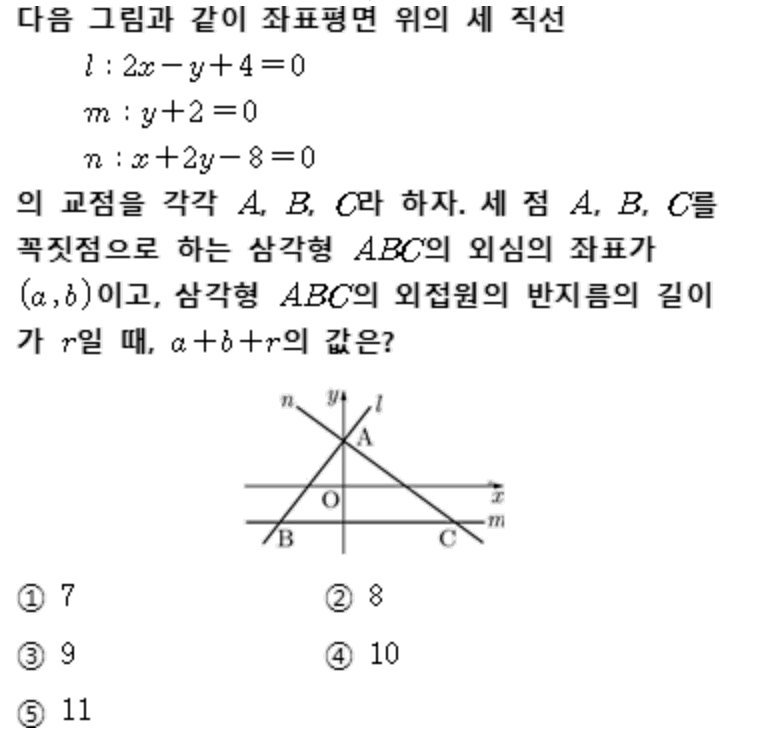 다음 그림과 같이 좌표평면 위의 세 직선
l : 2x-y+4=0
m : y+2=0
n : x+2y-8=0
의 교점을 각각 A, B, C라 하자. 세 점 A, B, C를
꼭짓점으로 하는 삼각형 ABC의 외심의 좌표가
(a,b)이고, 삼각형 ABC의 외접원의 반지름의 길이
가 r일 때, a+b+r의 값은?
n y l
A
O x
B C m
① 7 ② 8
③ 9 ④ 10
⑤ 11